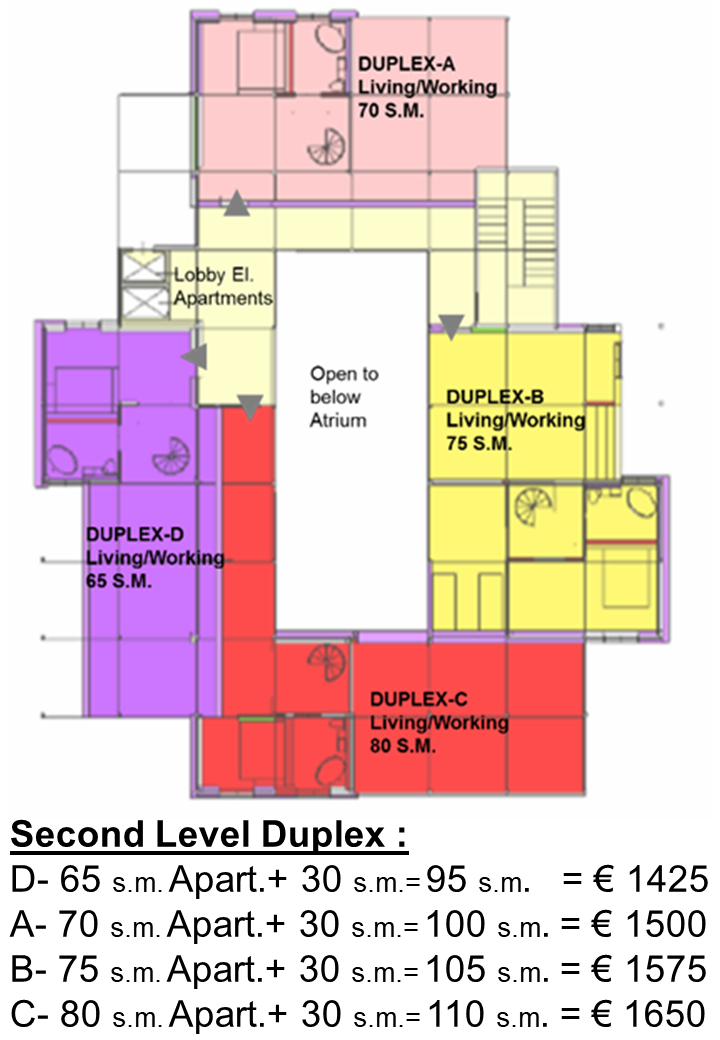 DUPLEX-A
Living/Working
70 S.M.
Lobby El.
Apartments
Open to
below
Atrium
DUPLEX-B
Living/Working
75 S.M.
DUPLEX-D
Living/Working
65 S.M.
DUPLEX-C
Living/Working
80 S.M.
Second Level Duplex :
D- 65 s.m. Apart.+ 30 s.m.= 95 s.m. = € 1425
A- 70 s.m. Apart.+ 30 s.m.= 100 s.m. = € 1500
B- 75 s.m. Apart.+ 30 s.m.= 105 s.m. = € 1575
C- 80 s.m. Apart.+ 30 s.m.= 110 s.m. = € 1650